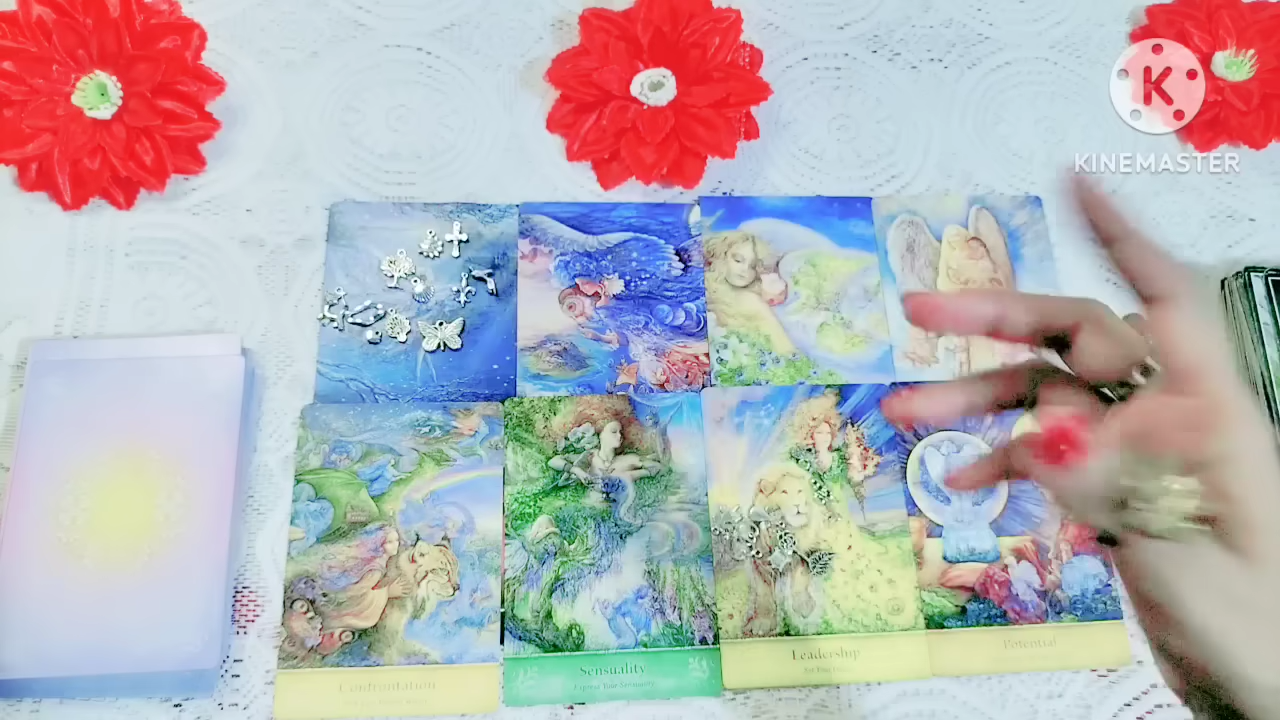 K
KINEMASTER
Confrontation
Sensuality
Express Your Sensuality
Leadership
Potential